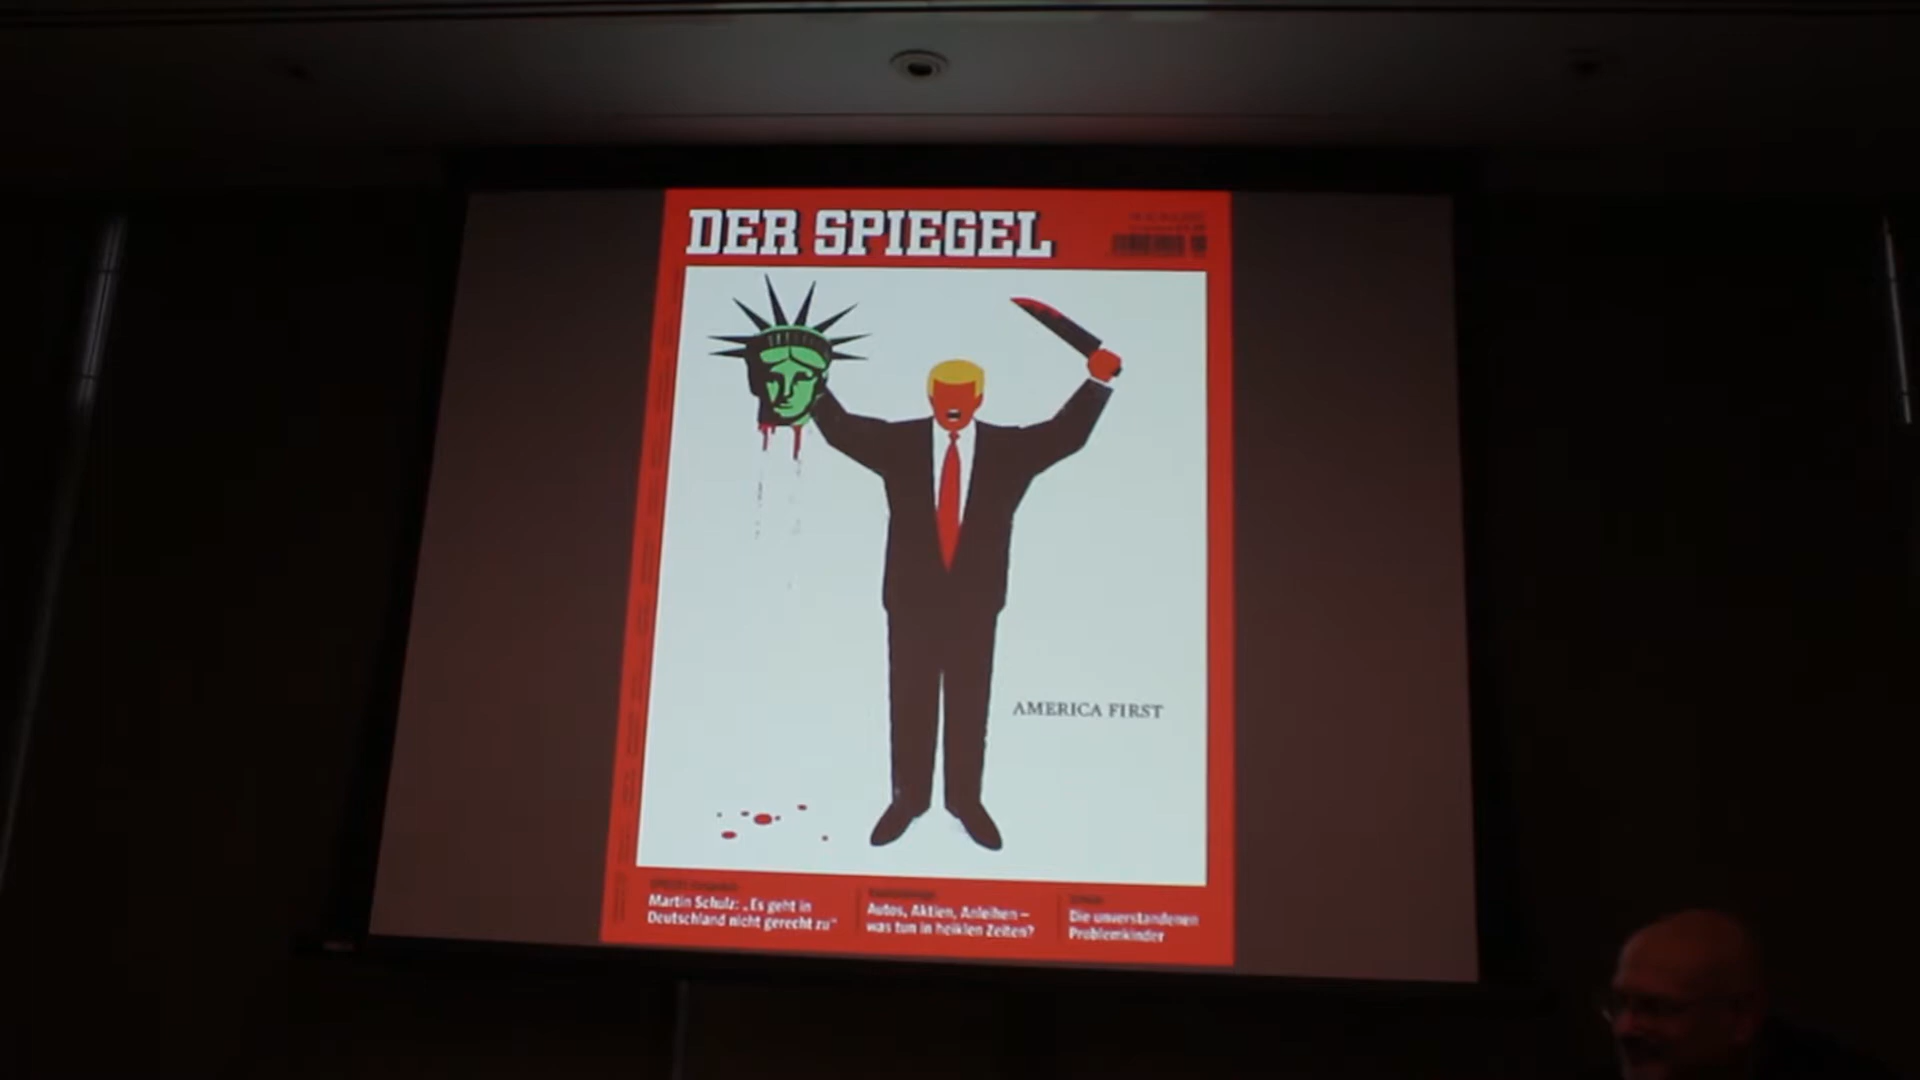 DER SPIEGEL
AMERICA FIRST
Martin Schulz: „Es geht in
Deutschland nicht gerecht zu“
Autos, Aktien, Anleihen –
was tun in heiklen Zeiten?
Die unverstandenen
Problemkinder